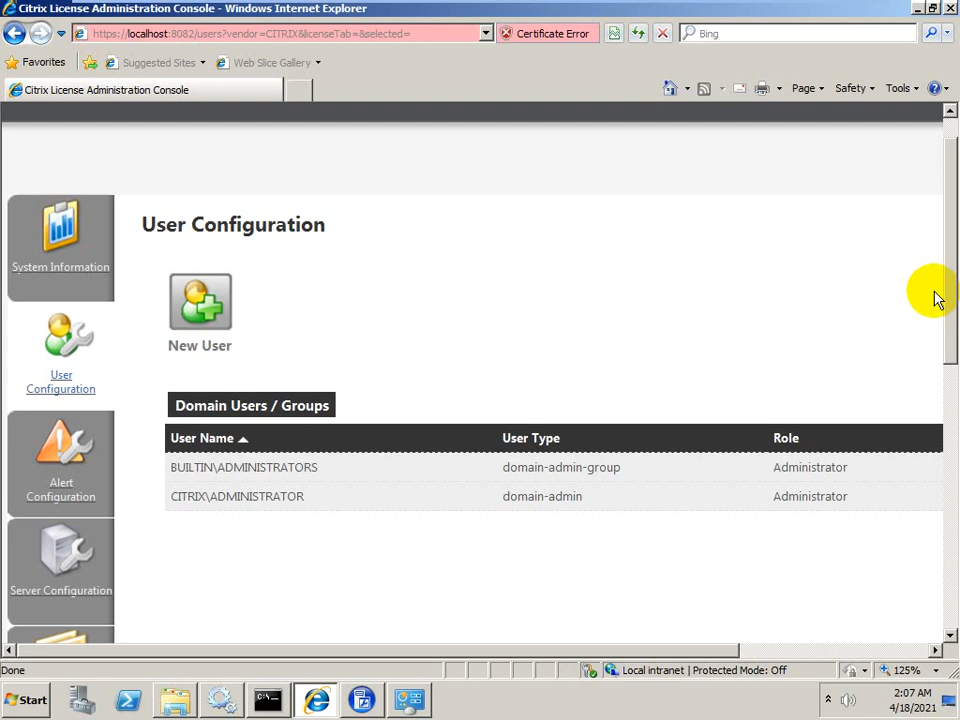 Citrix License Administration Console - Windows Internet Explorer
https://localhost:8082/users?vendor=CITRIX&licenseTab=&selected=
Certificate Error
Bing
Favorites
Suggested Sites
Web Slice Gallery
Citrix License Administration Console
Page
Safety
Tools
User Configuration
System Information
New User
User
Configuration
Domain Users / Groups
User Name User Type Role
BUILTIN\ADMINISTRATORS domain-admin-group Administrator
CITRIX\ADMINISTRATOR domain-admin Administrator
Alert
Configuration
Server Configuration
Done
Local intranet | Protected Mode: Off
125%
Start
2:07 AM
4/18/2021